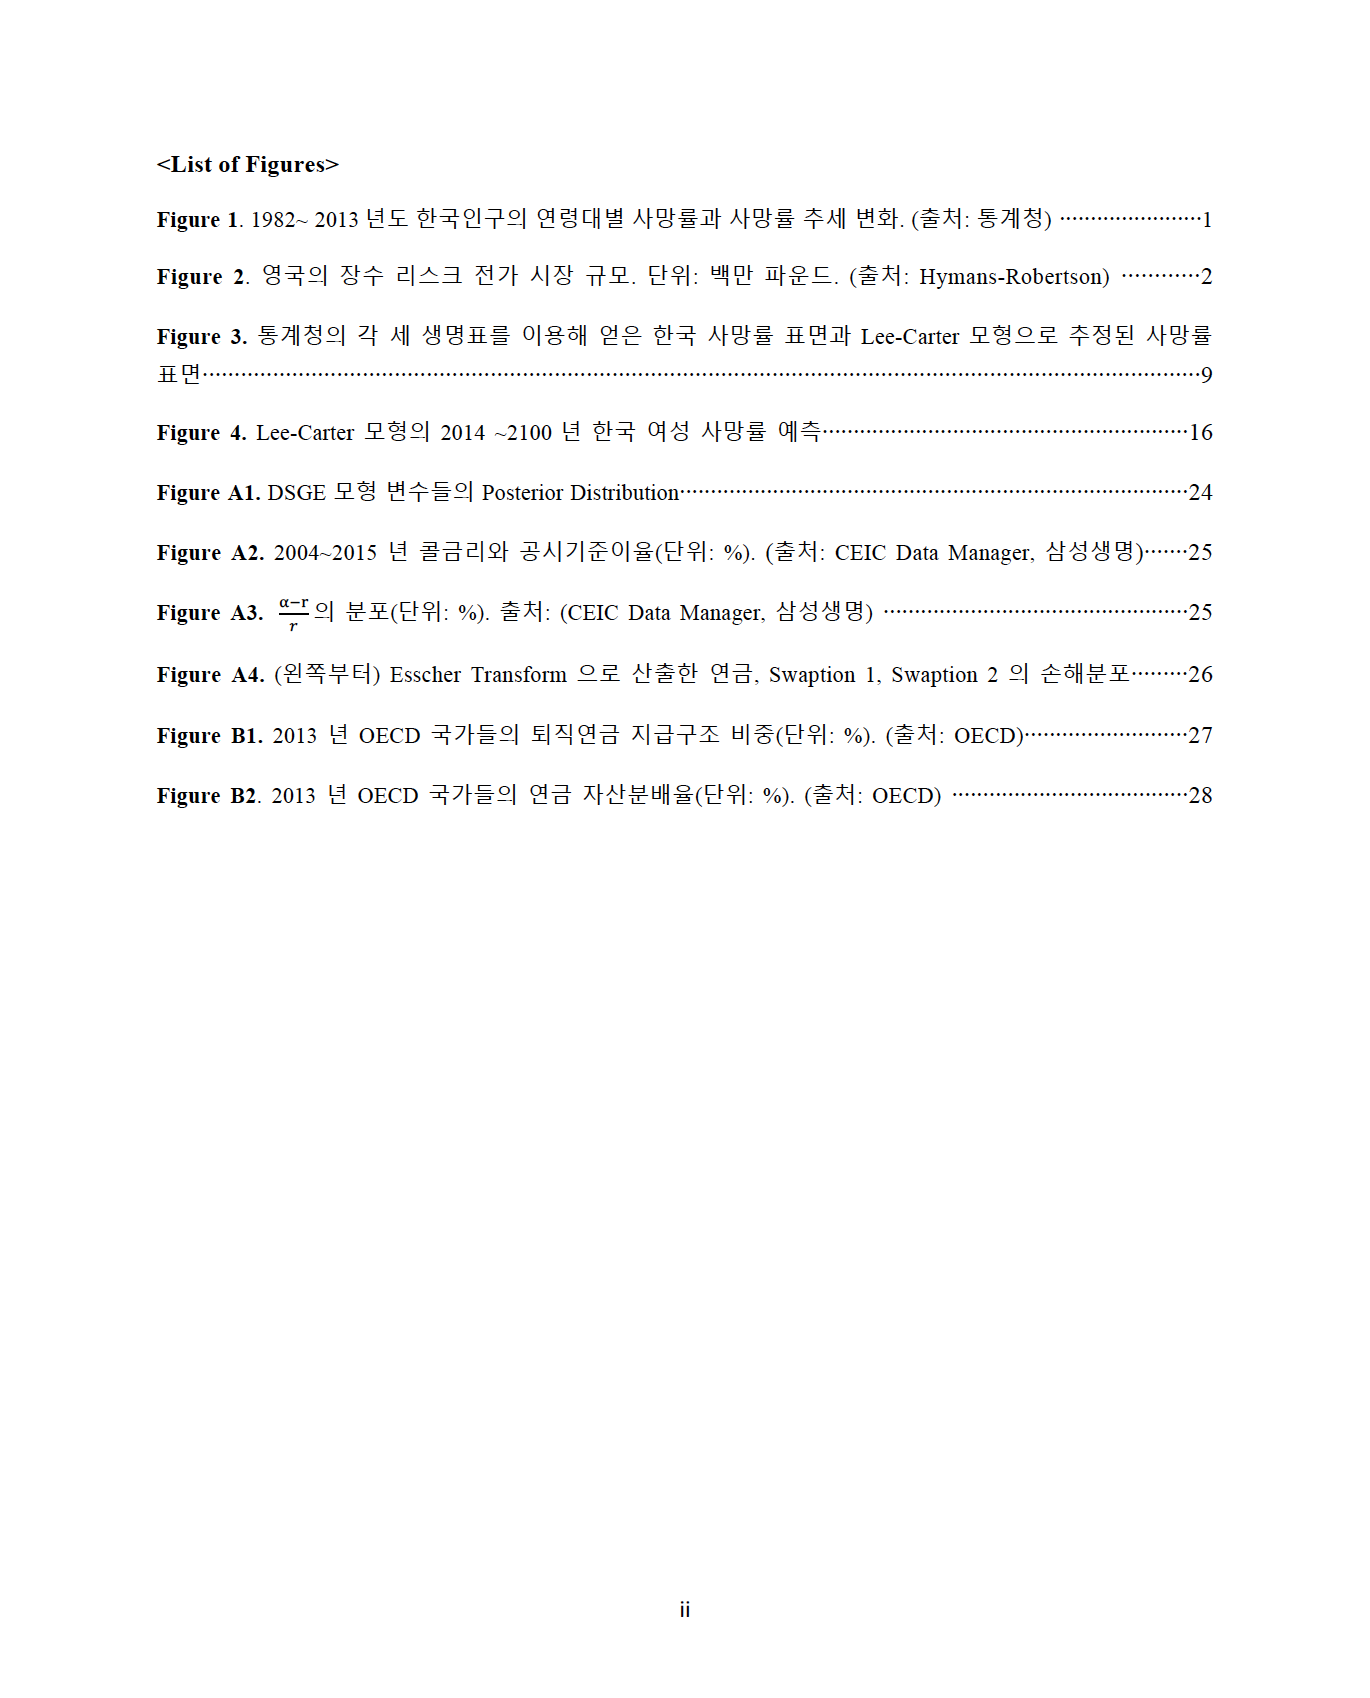 <List of Figures>
Figure 1. 1982~ 2013 년도 한국인구의 연령대별 사망률과 사망률 추세 변화. (출처: 통계청) ·······················1
Figure 2. 영국의 장수 리스크 전가 시장 규모. 단위: 백만 파운드. (출처: Hymans-Robertson) ············2
Figure 3. 통계청의 각 세 생명표를 이용해 얻은 한국 사망률 표면과 Lee-Carter 모형으로 추정된 사망률
표면································································································································································9
Figure 4. Lee-Carter 모형의 2014 ~2100 년 한국 여성 사망률 예측···························································16
Figure A1. DSGE 모형 변수들의 Posterior Distribution··················································································24
Figure A2. 2004~2015 년 콜금리와 공시기준이율(단위: %). (출처: CEIC Data Manager, 삼성생명)·······25
Figure A3. α−r/r 의 분포(단위: %). 출처: (CEIC Data Manager, 삼성생명) ·················································25
Figure A4. (왼쪽부터) Esscher Transform 으로 산출한 연금, Swaption 1, Swaption 2 의 손해분포·········26
Figure B1. 2013 년 OECD 국가들의 퇴직연금 지급구조 비중(단위: %). (출처: OECD)··························27
Figure B2. 2013 년 OECD 국가들의 연금 자산분배율(단위: %). (출처: OECD) ······································28
ii